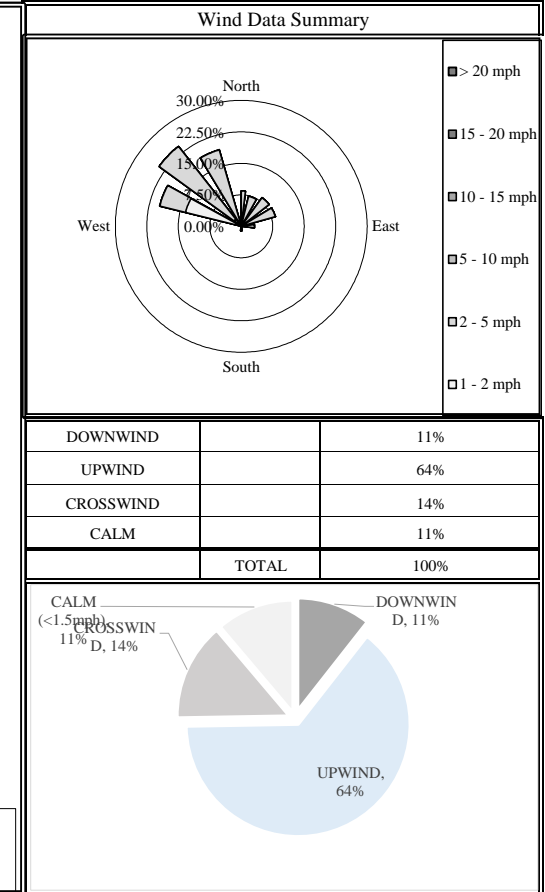 Wind Data Summary
North
30.00%
22.50%
15.00%
7.50%
0.00%
West
East
South
> 20 mph
15 - 20 mph
10 - 15 mph
5 - 10 mph
2 - 5 mph
1 - 2 mph
DOWNWIND 11%
UPWIND 64%
CROSSWIND 14%
CALM 11%
TOTAL 100%
CALM
(<1.5mph),
11%
CROSSWIN
D, 14%
DOWNWIN
D, 11%
UPWIND,
64%